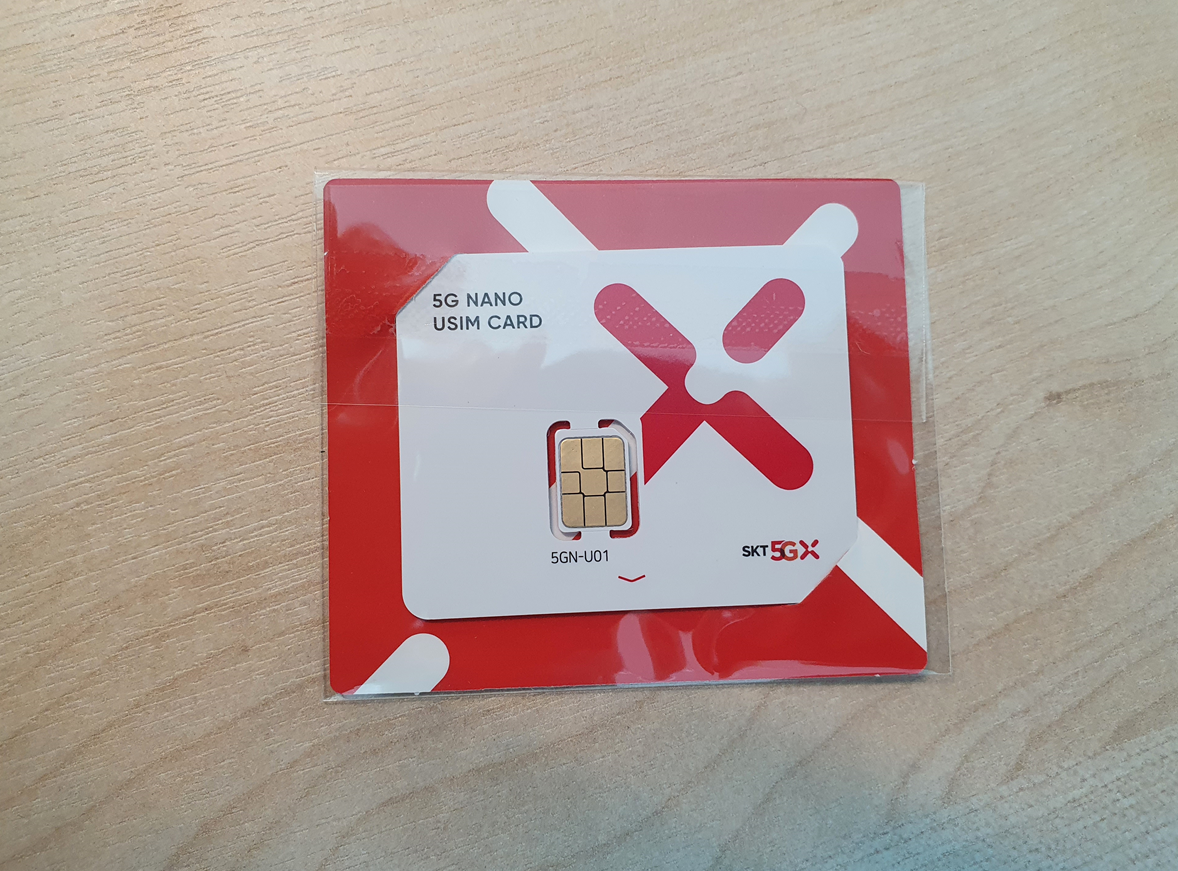 5G NANO
USIM CARD
5GN-U01
SKT 5GX